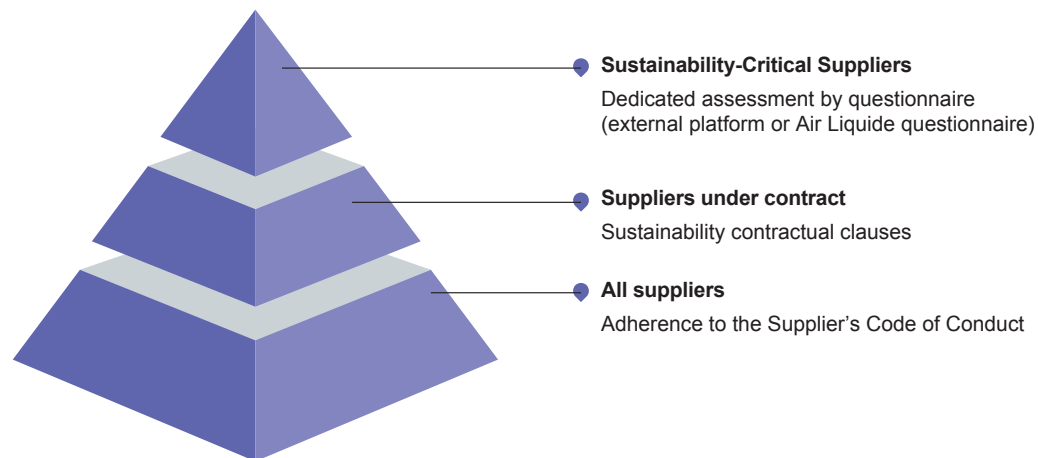 Sustainability-Critical Suppliers
Dedicated assessment by questionnaire
(external platform or Air Liquide questionnaire)
Suppliers under contract
Sustainability contractual clauses
All suppliers
Adherence to the Supplier’s Code of Conduct